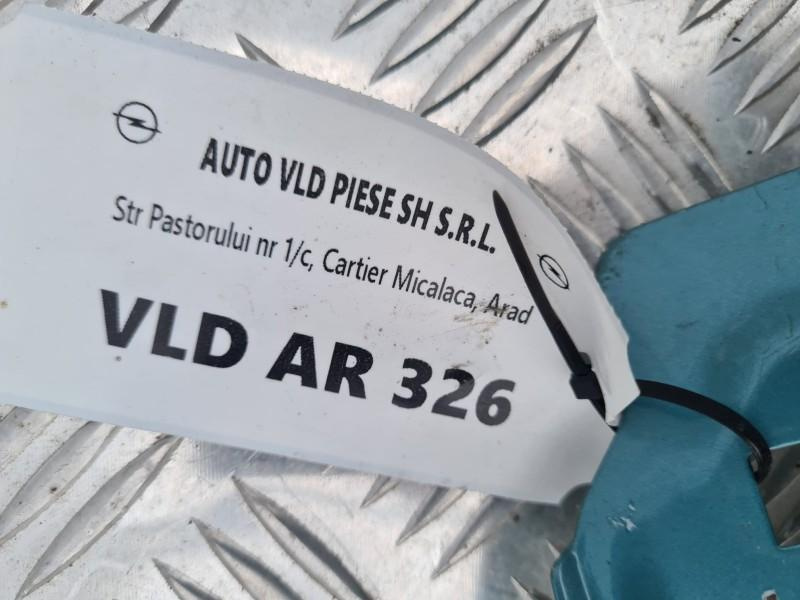 AUTO VLD PIESE SH S.R.L.
Str Pastorului nr 1/c, Cartier Micalaca, Arad
VLD AR 326